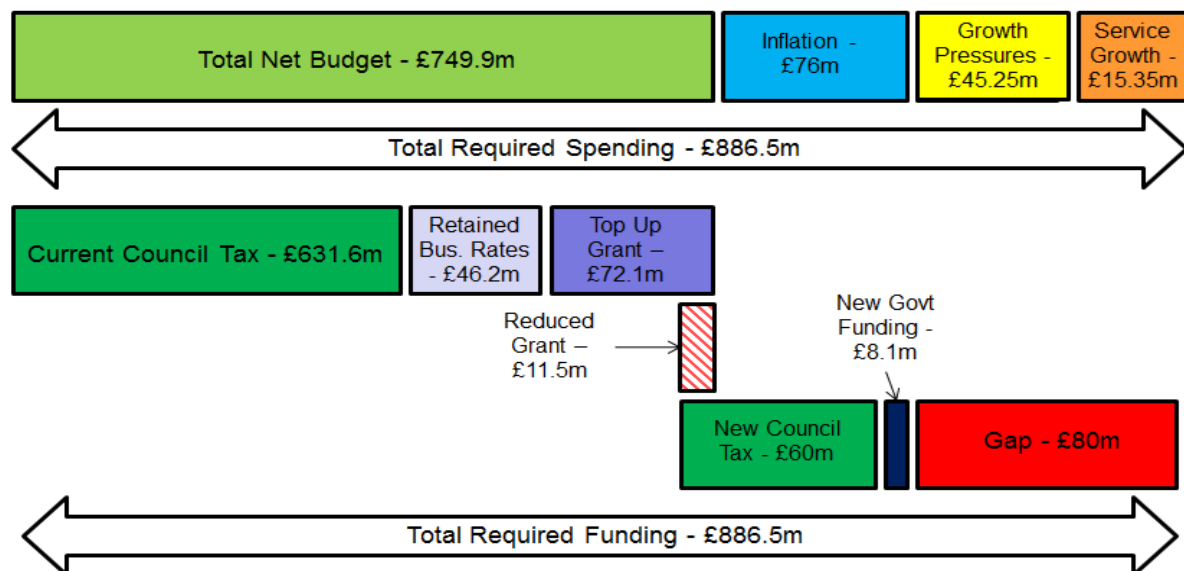 Total Net Budget - £749.9m
Inflation -
£76m
Growth
Pressures -
£45.25m
Service
Growth -
£15.35m
Total Required Spending - £886.5m
Current Council Tax - £631.6m
Retained
Bus. Rates
- £46.2m
Top Up
Grant –
£72.1m
Reduced
Grant –
£11.5m
New Govt
Funding -
£8.1m
New Council
Tax - £60m
Gap - £80m
Total Required Funding - £886.5m